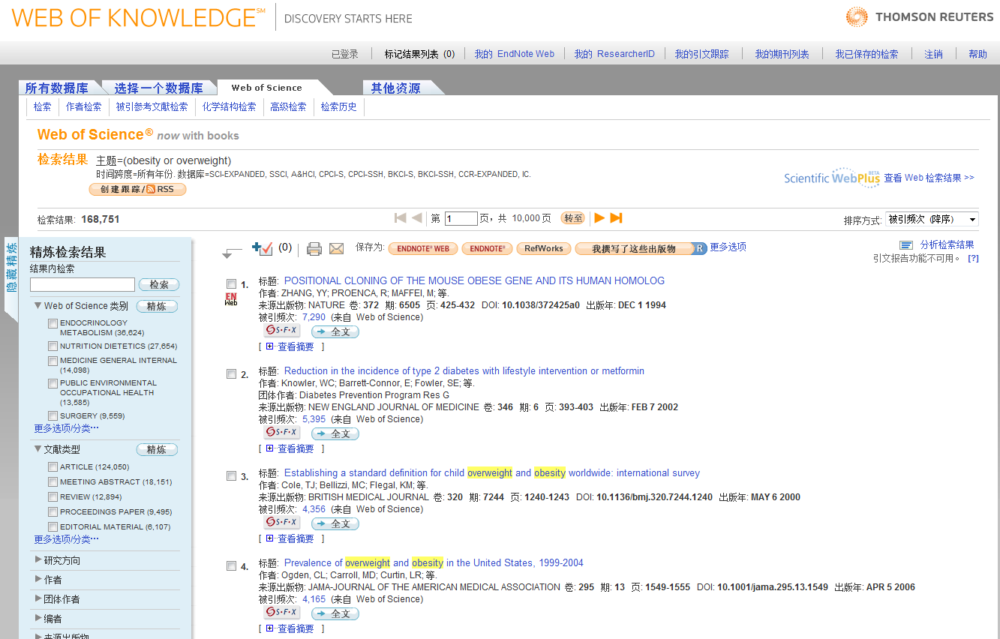 WEB OF KNOWLEDGE℠ DISCOVERY STARTS HERE THOMSON REUTERS
已登录 标记结果列表 (0) 我的 EndNote Web 我的 ResearcherID 我的引文跟踪 我的期刊列表 我已保存的检索 注销 帮助
所有数据库 选择一个数据库 Web of Science 其他资源
检索 作者检索 被引参考文献检索 化学结构检索 高级检索 检索历史
Web of Science® now with books
检索结果 主题=(obesity or overweight)
时间跨度=所有年份. 数据库=SCI-EXPANDED, SSCI, A&HCI, CPCI-S, CPCI-SSH, BKCI-S, BKCI-SSH, CCR-EXPANDED, IC.
创建跟踪/RSS
Scientific WebPlus BETA 查看 Web 检索结果 >>
检索结果: 168,751 第 1 页，共 10,000 页 转至 排序方式: 被引频次 (降序)
隐藏精炼
精炼检索结果
结果内检索
检索
Web of Science 类别 精炼
ENDOCRINOLOGY
METABOLISM (36,624)
NUTRITION DIETETICS (27,654)
MEDICINE GENERAL INTERNAL
(14,098)
PUBLIC ENVIRONMENTAL
OCCUPATIONAL HEALTH
(13,585)
SURGERY (9,559)
更多选项/分类...
文献类型 精炼
ARTICLE (124,050)
MEETING ABSTRACT (18,151)
REVIEW (12,894)
PROCEEDINGS PAPER (9,495)
EDITORIAL MATERIAL (6,107)
更多选项/分类...
研究方向
作者
团体作者
编者
来源出版物
(0) 保存为: ENDNOTE® WEB ENDNOTE® RefWorks 我撰写了这些出版物 R 更多选项
分析检索结果
引文报告功能不可用。 [?]
1. 标题: POSITIONAL CLONING OF THE MOUSE OBESE GENE AND ITS HUMAN HOMOLOG
EN Web 作者: ZHANG, YY; PROENCA, R; MAFFEI, M; 等.
来源出版物: NATURE 卷: 372 期: 6505 页: 425-432 DOI: 10.1038/372425a0 出版年: DEC 1 1994
被引频次: 7,290 (来自 Web of Science)
S·F·X 全文
[ 查看摘要 ]
2. 标题: Reduction in the incidence of type 2 diabetes with lifestyle intervention or metformin
作者: Knowler, WC; Barrett-Connor, E; Fowler, SE; 等.
团体作者: Diabetes Prevention Program Res G
来源出版物: NEW ENGLAND JOURNAL OF MEDICINE 卷: 346 期: 6 页: 393-403 出版年: FEB 7 2002
被引频次: 5,395 (来自 Web of Science)
S·F·X 全文
[ 查看摘要 ]
3. 标题: Establishing a standard definition for child overweight and obesity worldwide: international survey
作者: Cole, TJ; Bellizzi, MC; Flegal, KM; 等.
来源出版物: BRITISH MEDICAL JOURNAL 卷: 320 期: 7244 页: 1240-1243 DOI: 10.1136/bmj.320.7244.1240 出版年: MAY 6 2000
被引频次: 4,356 (来自 Web of Science)
S·F·X 全文
[ 查看摘要 ]
4. 标题: Prevalence of overweight and obesity in the United States, 1999-2004
作者: Ogden, CL; Carroll, MD; Curtin, LR; 等.
来源出版物: JAMA-JOURNAL OF THE AMERICAN MEDICAL ASSOCIATION 卷: 295 期: 13 页: 1549-1555 DOI: 10.1001/jama.295.13.1549 出版年: APR 5 2006
被引频次: 4,165 (来自 Web of Science)
S·F·X 全文
[ 查看摘要 ]